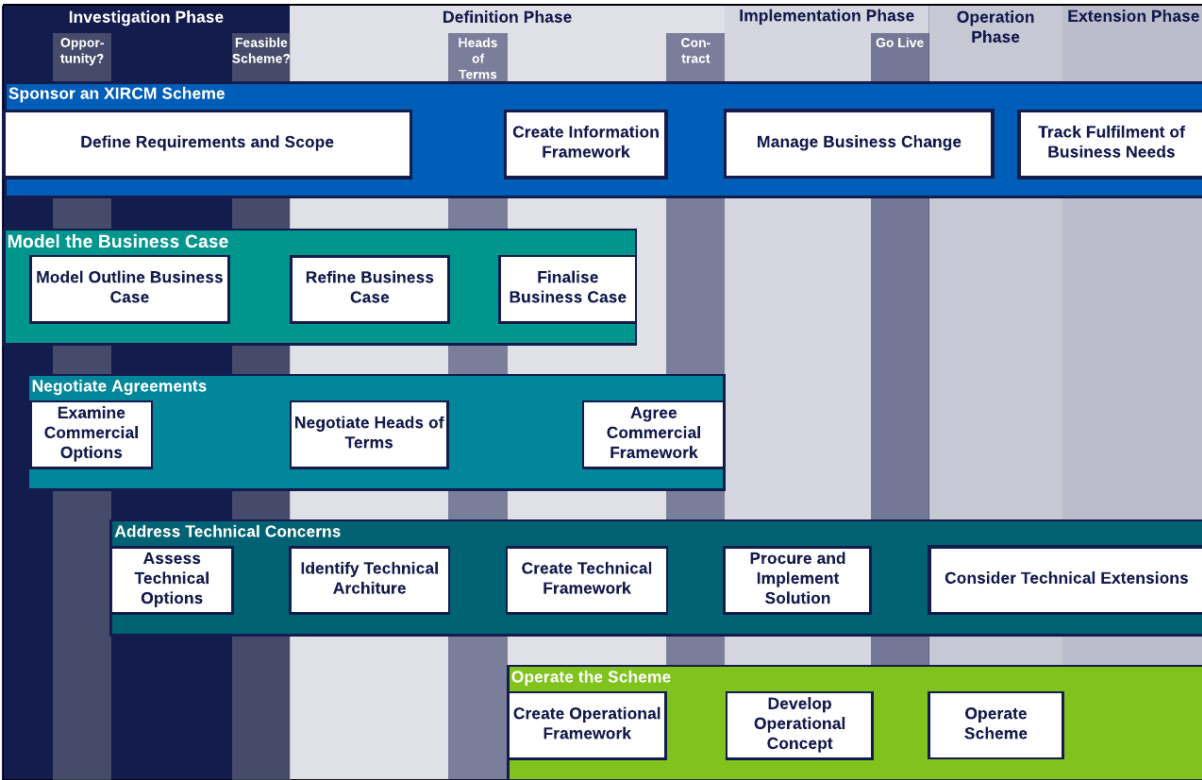 Investigation Phase
Definition Phase
Implementation Phase
Operation
Phase
Extension Phase
Oppor-
tunity?
Feasible
Scheme?
Heads
of
Terms
Con-
tract
Go Live
Sponsor an XIRCM Scheme
Define Requirements and Scope
Create Information
Framework
Manage Business Change
Track Fulfilment of
Business Needs
Model the Business Case
Model Outline Business
Case
Refine Business
Case
Finalise
Business Case
Negotiate Agreements
Examine
Commercial
Options
Negotiate Heads of
Terms
Agree
Commercial
Framework
Address Technical Concerns
Assess
Technical
Options
Identify Technical
Architure
Create Technical
Framework
Procure and
Implement
Solution
Consider Technical Extensions
Operate the Scheme
Create Operational
Framework
Develop
Operational
Concept
Operate
Scheme